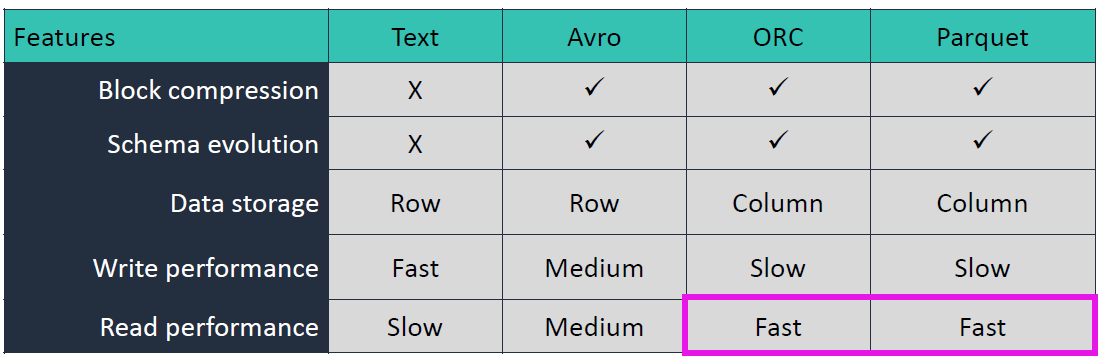 Features Text Avro ORC Parquet
Block compression X ✓ ✓ ✓
Schema evolution X ✓ ✓ ✓
Data storage Row Row Column Column
Write performance Fast Medium Slow Slow
Read performance Slow Medium Fast Fast